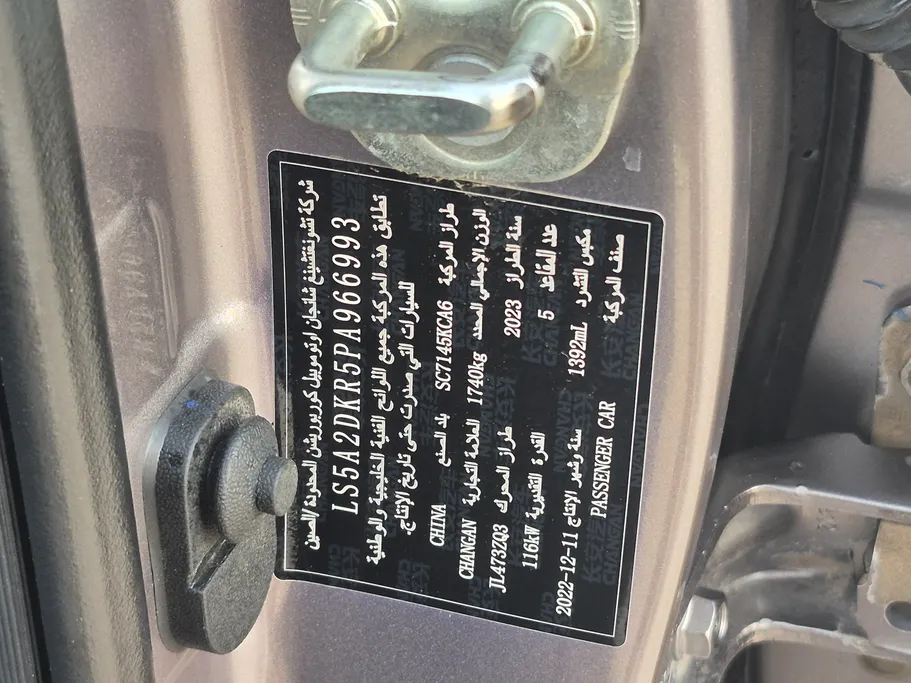 شركة تشونغتشينغ شانجان اوتوموبيل كوربوريشن المحدودة/الصين
LS5A2DKR5PA966993
تطابق هذه المركبة جميع اللوائح الفنية الخليجية والوطنية
للسيارات التي صدرت حتى تاريخ الإنتاج.
طراز المركبة SC7145KCA6 بلد الصنع CHINA
الوزن الإجمالي المحدد 1740kg العلامة التجارية CHANGAN
سنة الطراز 2023 طراز المحرك JL473ZQ3
عدد المقاعد 5 القدرة التقديرية 116kW
مكبس التفرد 1392mL سنة وشهر الإنتاج 2022-12-11
صنف المركبة PASSENGER CAR